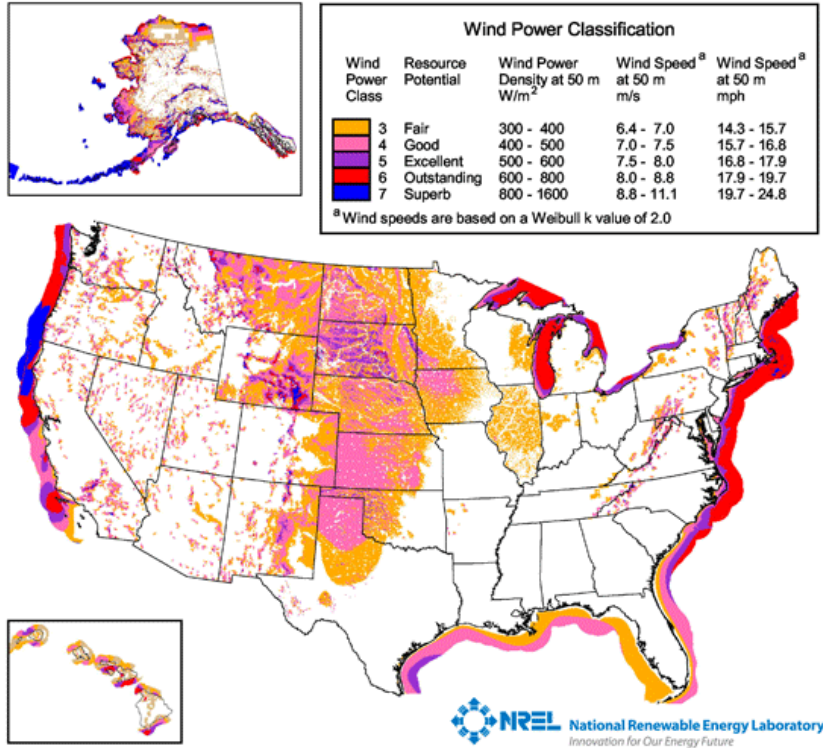 Wind Power Classification
Wind Power Class Resource Potential Wind Power Density at 50 m W/m2 Wind Speed a at 50 m m/s Wind Speed a at 50 m mph
3 Fair 300 - 400 6.4 - 7.0 14.3 - 15.7
4 Good 400 - 500 7.0 - 7.5 15.7 - 16.8
5 Excellent 500 - 600 7.5 - 8.0 16.8 - 17.9
6 Outstanding 600 - 800 8.0 - 8.8 17.9 - 19.7
7 Superb 800 - 1600 8.8 - 11.1 19.7 - 24.8
a Wind speeds are based on a Weibull k value of 2.0
NREL National Renewable Energy Laboratory
Innovation for Our Energy Future